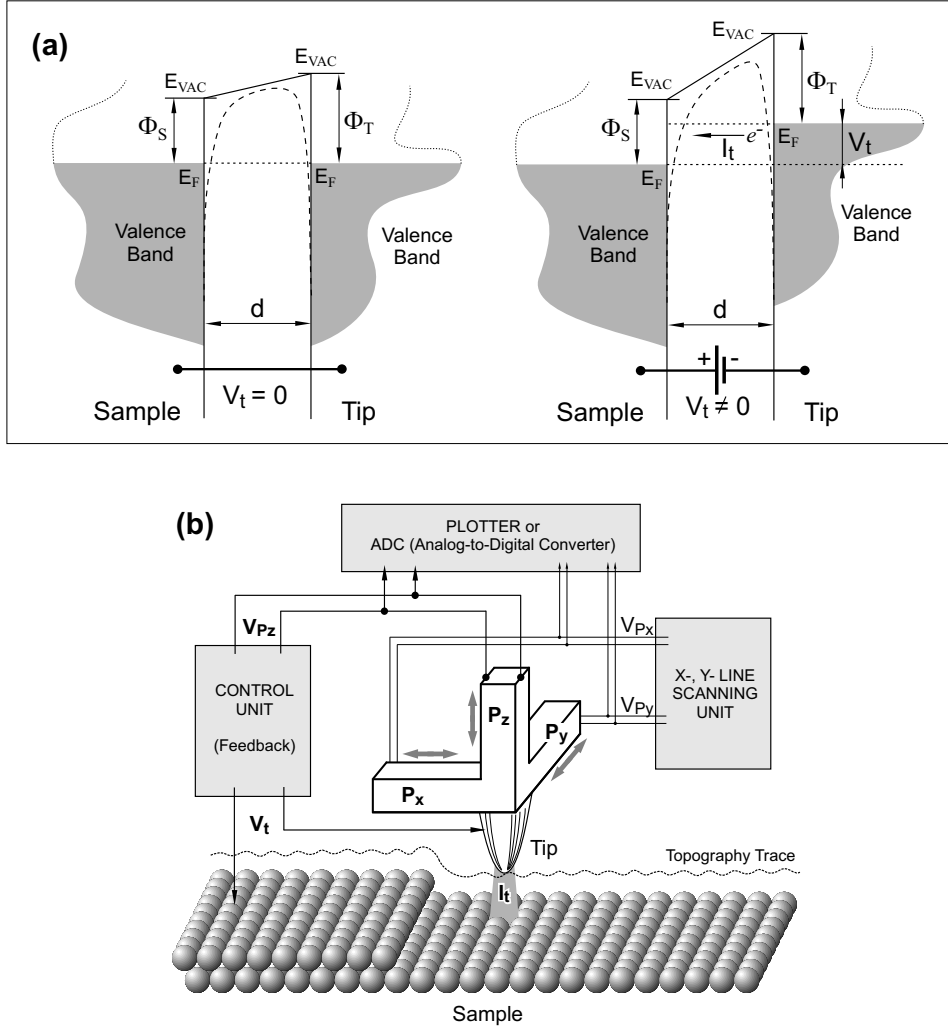 (a)
E_VAC
E_VAC
Φ_S
Φ_T
E_F
E_F
Valence
Band
Valence
Band
d
V_t = 0
Sample
Tip
E_VAC
E_VAC
Φ_S
Φ_T
e⁻
I_t
E_F
V_t
E_F
Valence
Band
Valence
Band
d
+ -
V_t ≠ 0
Sample
Tip
(b)
PLOTTER or
ADC (Analog-to-Digital Converter)
V_Pz
V_Px
CONTROL
UNIT
(Feedback)
X-, Y- LINE
SCANNING
UNIT
V_Py
P_z
P_y
P_x
V_t
Tip
Topography Trace
I_t
Sample